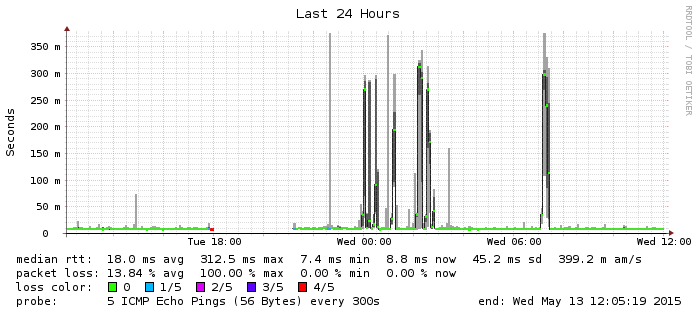 Last 24 Hours
RRDTOOL / TOBI OETIKER
Seconds
350 m
300 m
250 m
200 m
150 m
100 m
50 m
0
Tue 18:00 Wed 00:00 Wed 06:00 Wed 12:00
median rtt: 18.0 ms avg 312.5 ms max 7.4 ms min 8.8 ms now 45.2 ms sd 399.2 m am/s
packet loss: 13.84 % avg 100.00 % max 0.00 % min 0.00 % now
loss color: 0 1/5 2/5 3/5 4/5
probe: 5 ICMP Echo Pings (56 Bytes) every 300s end: Wed May 13 12:05:19 2015